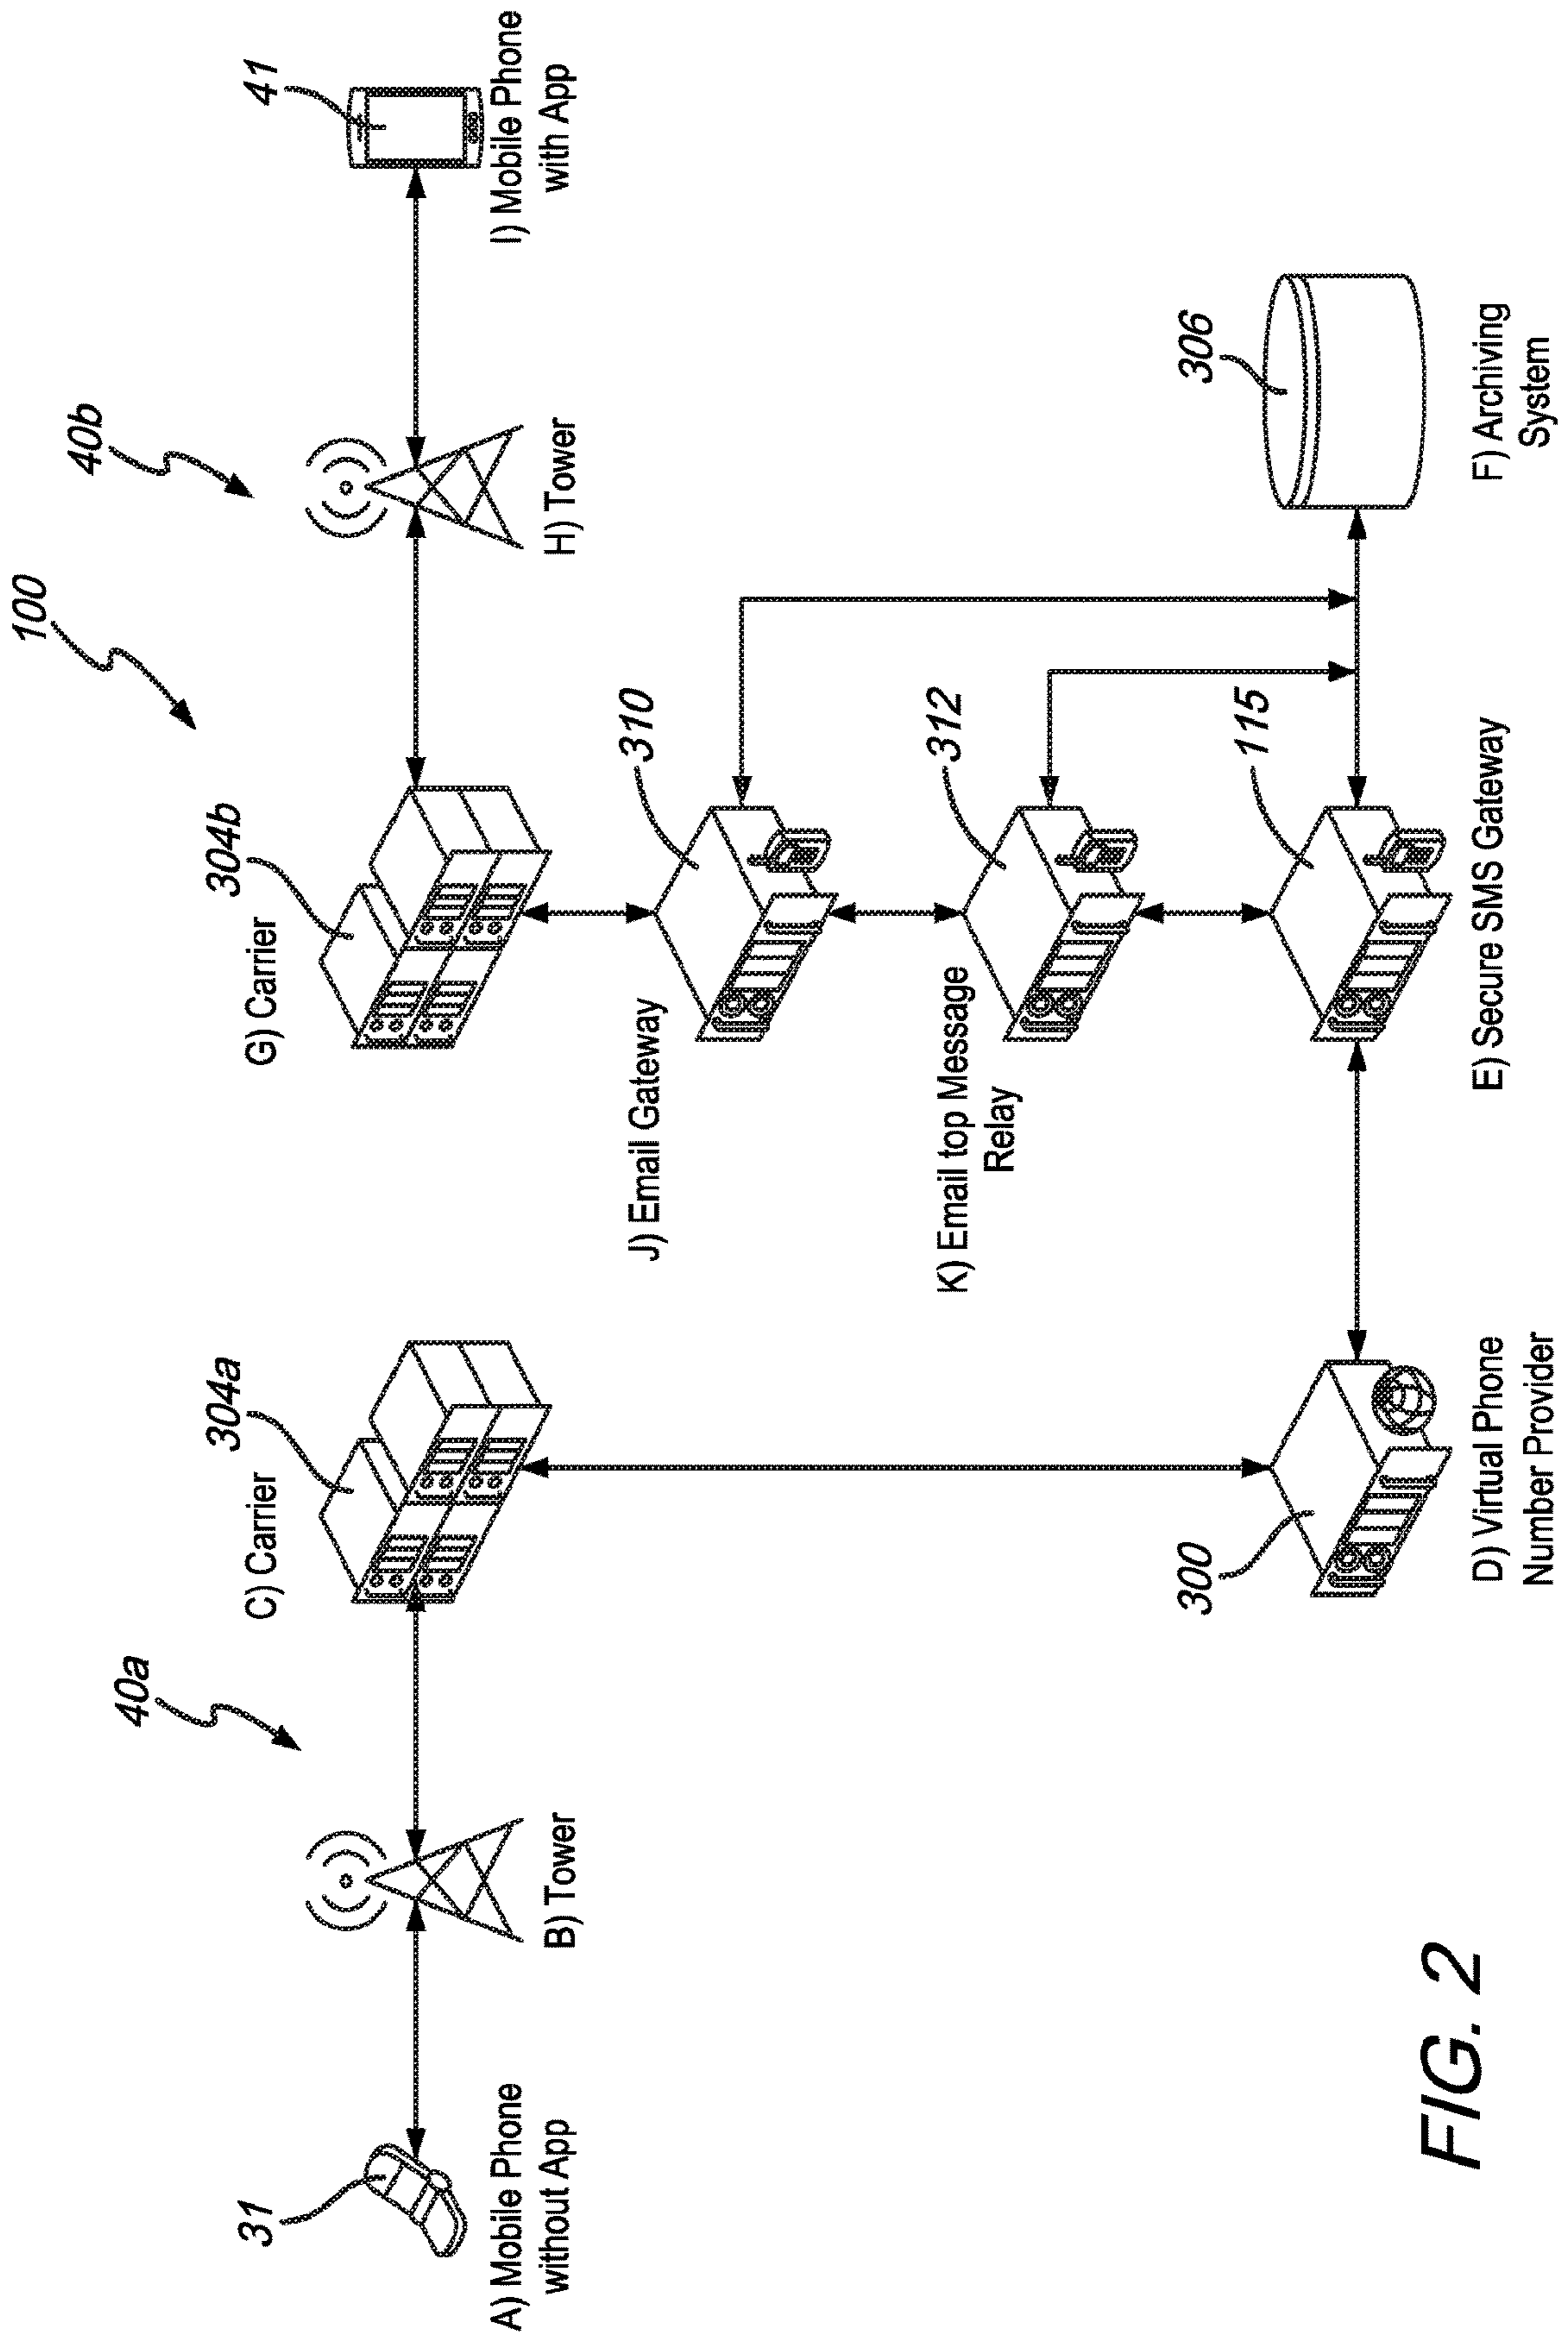 100
40b
41
I) Mobile Phone
with App
H) Tower
304b
G) Carrier
310
J) Email Gateway
312
K) Email top Message
Relay
115
E) Secure SMS Gateway
306
F) Archiving
System
40a
304a
C) Carrier
B) Tower
31
A) Mobile Phone
without App
300
D) Virtual Phone
Number Provider
FIG. 2